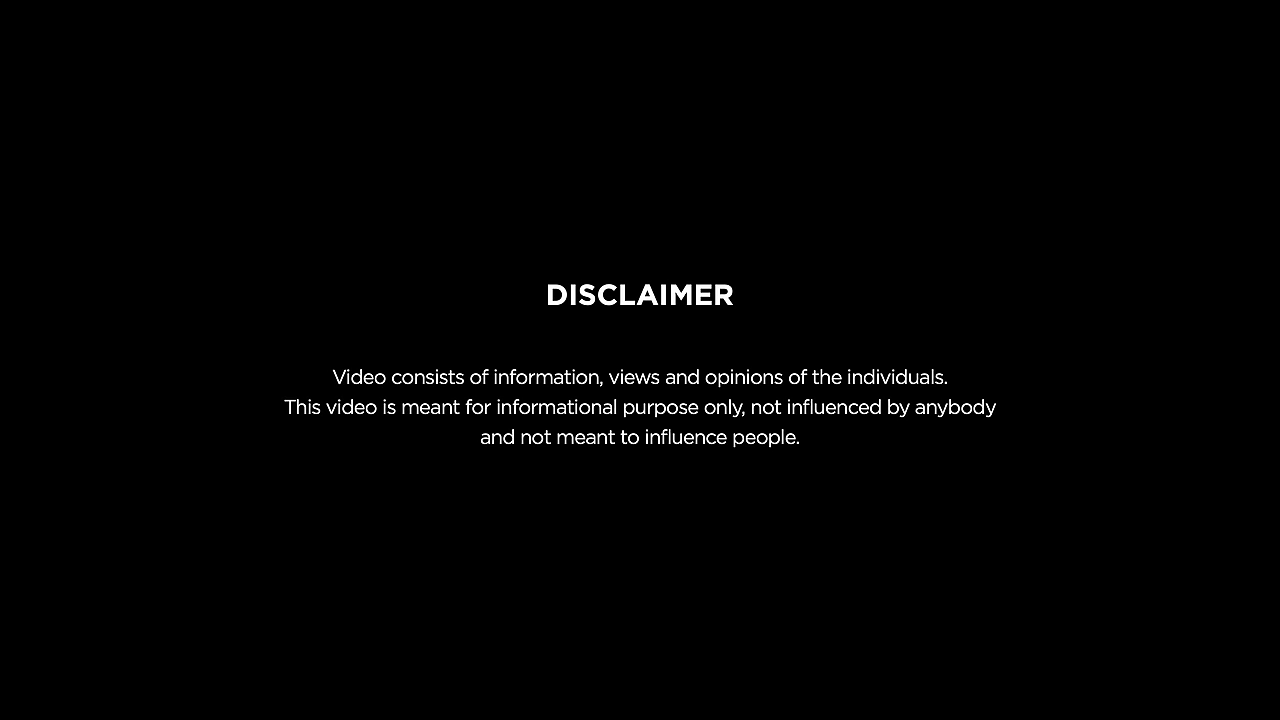 DISCLAIMER
Video consists of information, views and opinions of the individuals.
This video is meant for informational purpose only, not influenced by anybody
and not meant to influence people.